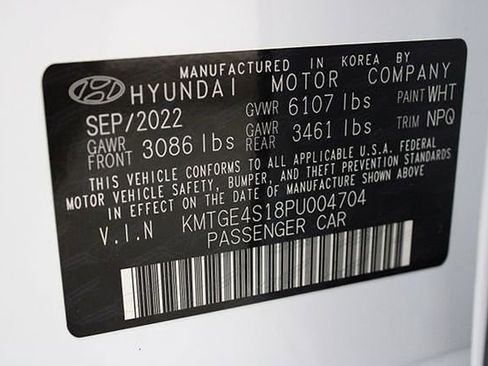 MANUFACTURED IN KOREA BY
HYUNDAI MOTOR COMPANY
SEP/2022 GVWR 6107 lbs PAINT WHT
GAWR FRONT 3086 lbs GAWR REAR 3461 lbs TRIM NPQ
THIS VEHICLE CONFORMS TO ALL APPLICABLE U.S.A. FEDERAL
MOTOR VEHICLE SAFETY, BUMPER, AND THEFT PREVENTION STANDARDS
IN EFFECT ON THE DATE OF MANUFACTURE SHOWN ABOVE
V.I.N KMTGE4S18PU004704
PASSENGER CAR